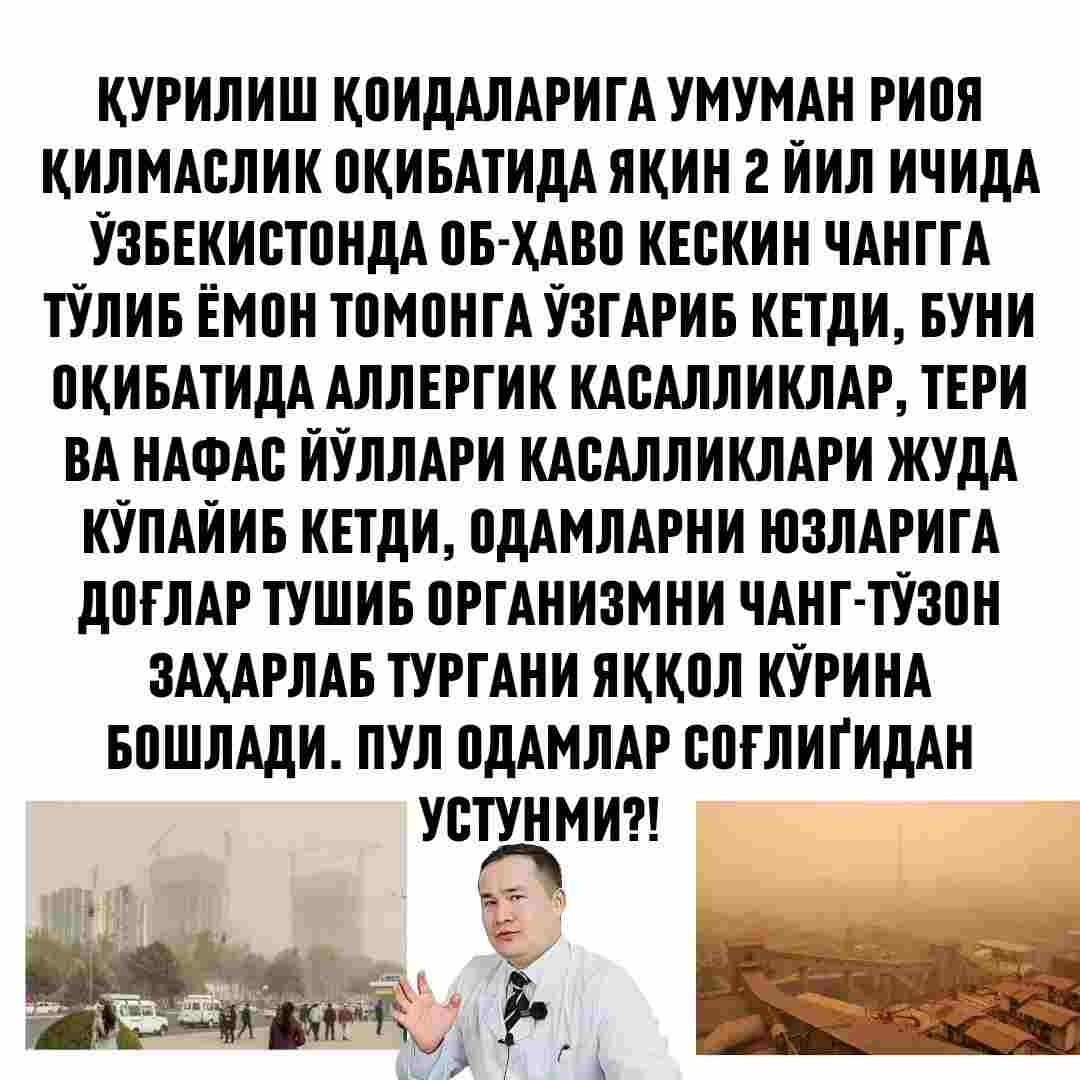 ҚУРИЛИШ ҚОИДАЛАРИГА УМУМАН РИОЯ
ҚИЛМАСЛИК ОҚИБАТИДА ЯҚИН 2 ЙИЛ ИЧИДА
ЎЗБЕКИСТОНДА ОБ-ҲАВО КЕСКИН ЧАНГГА
ТЎЛИБ ЁМОН ТОМОНГА ЎЗГАРИБ КЕТДИ, БУНИ
ОҚИБАТИДА АЛЛЕРГИК КАСАЛЛИКЛАР, ТЕРИ
ВА НАФАС ЙЎЛЛАРИ КАСАЛЛИКЛАРИ ЖУДА
КЎПАЙИБ КЕТДИ, ОДАМЛАРНИ ЮЗЛАРИГА
ДОҒЛАР ТУШИБ ОРГАНИЗМНИ ЧАНГ-ТЎЗОН
ЗАҲАРЛАБ ТУРГАНИ ЯҚҚОЛ КЎРИНА
БОШЛАДИ. ПУЛ ОДАМЛАР СОҒЛИҐИДАН
УСТУНМИ?!